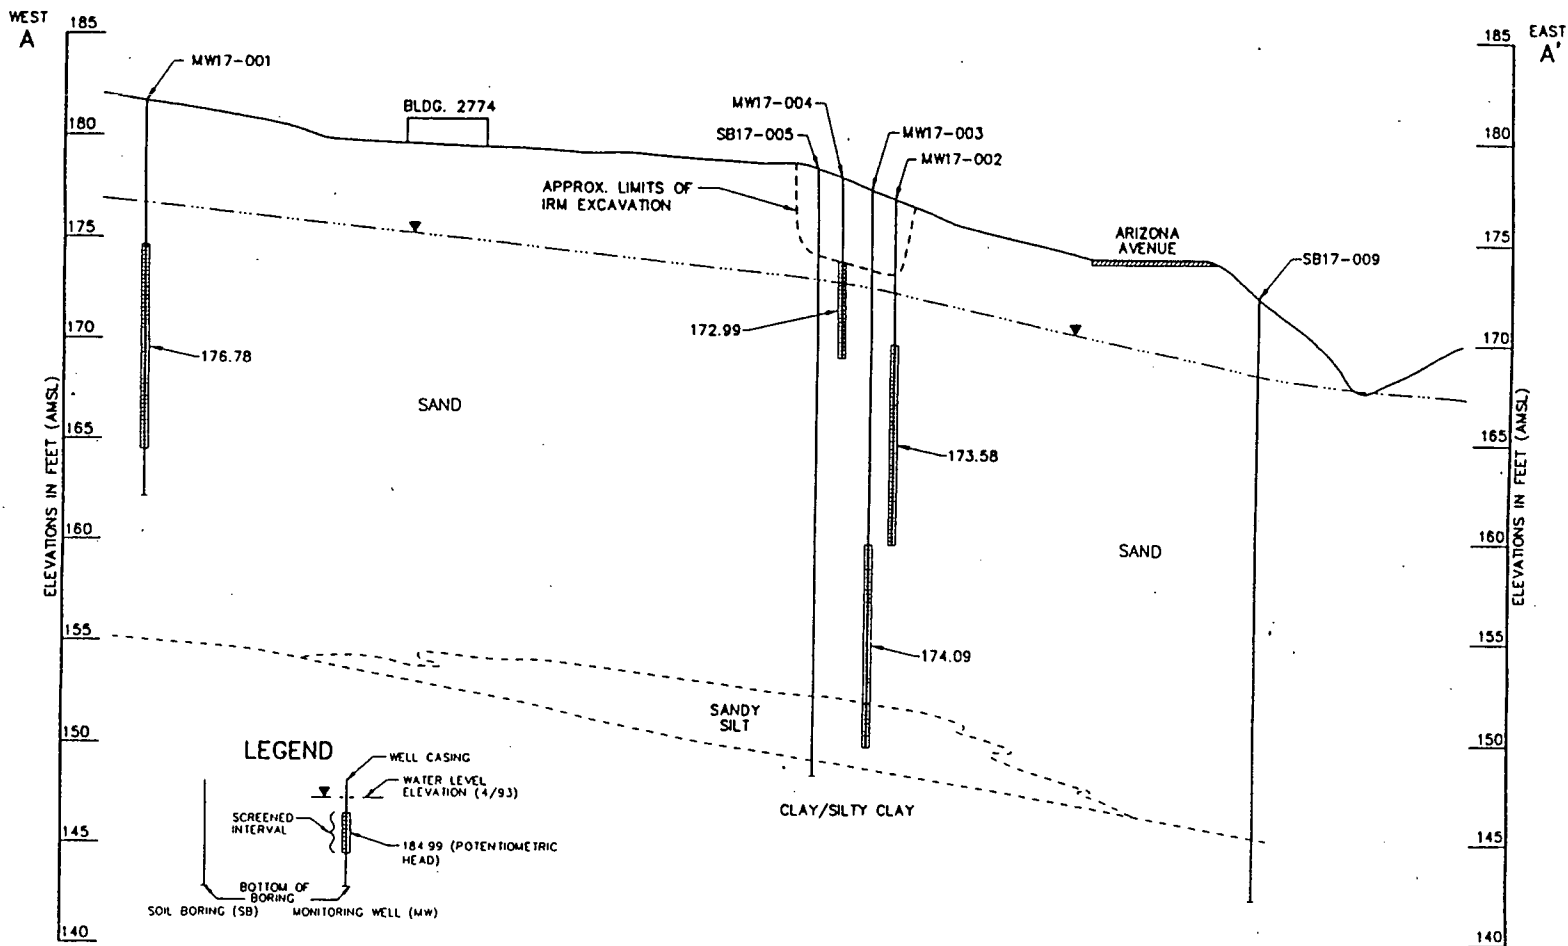 WEST
A
185
180
175
170
165
160
155
150
145
140
ELEVATIONS IN FEET (AMSL)
MW17-001
BLDG. 2774
MW17-004
SB17-005
MW17-003
MW17-002
APPROX. LIMITS OF
IRM EXCAVATION
ARIZONA
AVENUE
SB17-009
EAST
A'
185
180
175
170
165
160
155
150
145
140
ELEVATIONS IN FEET (AMSL)
176.78
172.99
173.58
174.09
SAND
SAND
SANDY
SILT
CLAY/SILTY CLAY
LEGEND
WELL CASING
WATER LEVEL
ELEVATION (4/93)
SCREENED
INTERVAL
184.99 (POTENTIOMETRIC
HEAD)
BOTTOM OF
BORING
SOIL BORING (SB)
MONITORING WELL (MW)